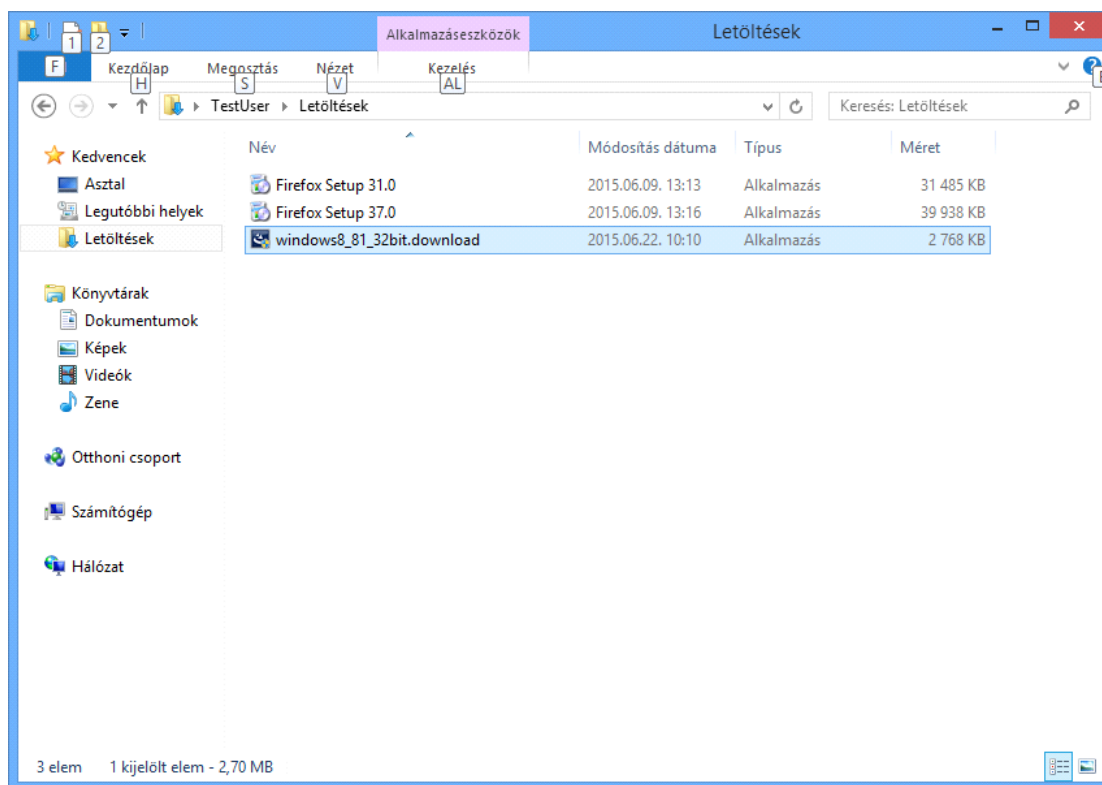 Alkalmazáseszközök
Letöltések
1
2
F
Kezdőlap Megosztás Nézet Kezelés
H S V AL
TestUser Letöltések
Keresés: Letöltések
Kedvencek
Asztal
Legutóbbi helyek
Letöltések
Könyvtárak
Dokumentumok
Képek
Videók
Zene
Otthoni csoport
Számítógép
Hálózat
Név Módosítás dátuma Típus Méret
Firefox Setup 31.0 2015.06.09. 13:13 Alkalmazás 31 485 KB
Firefox Setup 37.0 2015.06.09. 13:16 Alkalmazás 39 938 KB
windows8_81_32bit.download 2015.06.22. 10:10 Alkalmazás 2 768 KB
3 elem 1 kijelölt elem - 2,70 MB